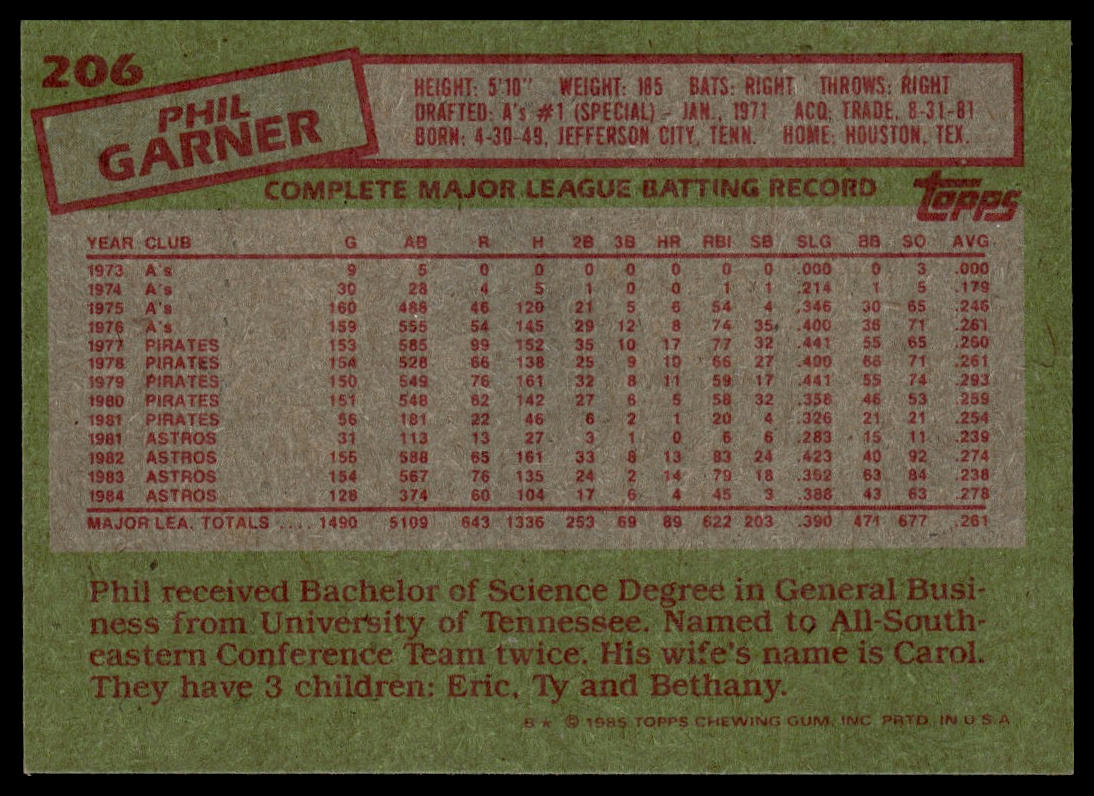 206
PHIL
GARNER
HEIGHT: 5'10" WEIGHT: 185 BATS: RIGHT THROWS: RIGHT
DRAFTED: A's #1 (SPECIAL) - JAN., 1971 ACQ: TRADE, 8-31-81
BORN: 4-30-49, JEFFERSON CITY, TENN. HOME: HOUSTON, TEX.
COMPLETE MAJOR LEAGUE BATTING RECORD
Topps
YEAR CLUB G AB R H 2B 3B HR RBI SB SLG BB SO AVG.
1973 A's 9 5 0 0 0 0 0 0 0 .000 0 3 .000
1974 A's 30 28 4 5 1 0 0 1 1 .214 1 5 .179
1975 A's 160 488 46 120 21 5 6 54 4 .346 30 65 .246
1976 A's 159 555 54 145 29 12 8 74 35 .400 36 71 .261
1977 PIRATES 153 585 99 152 35 10 17 77 32 .441 55 65 .260
1978 PIRATES 154 528 66 138 25 9 10 66 27 .400 66 71 .261
1979 PIRATES 150 549 76 161 32 8 11 59 17 .441 55 74 .293
1980 PIRATES 151 548 62 142 27 6 5 58 32 .358 46 53 .259
1981 PIRATES 56 181 22 46 6 2 1 20 4 .326 21 21 .254
1981 ASTROS 31 113 13 27 3 1 0 6 6 .283 15 11 .239
1982 ASTROS 155 588 65 161 33 8 13 83 24 .423 40 92 .274
1983 ASTROS 154 567 76 135 24 2 14 79 18 .362 63 84 .238
1984 ASTROS 128 374 60 104 17 6 4 45 3 .388 43 63 .278
MAJOR LEA. TOTALS .... 1490 5109 643 1336 253 69 89 622 203 .390 471 677 .261
Phil received Bachelor of Science Degree in General Busi-
ness from University of Tennessee. Named to All-South-
eastern Conference Team twice. His wife's name is Carol.
They have 3 children: Eric, Ty and Bethany.
B★ © 1985 TOPPS CHEWING GUM, INC. PRTD. IN U.S.A.